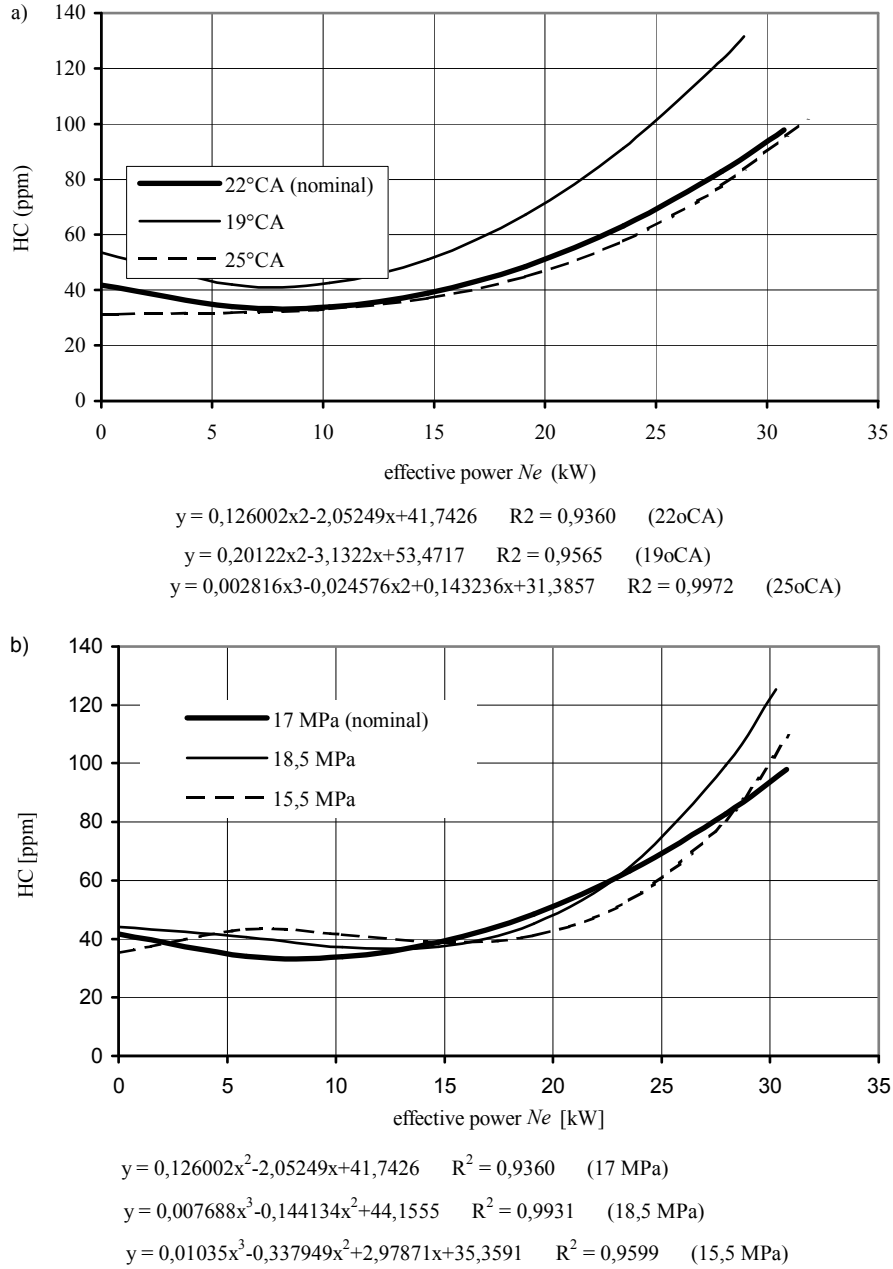 a)
140
120
100
80
60
40
20
0
HC (ppm)
22°CA (nominal)
19°CA
25°CA
0 5 10 15 20 25 30 35
effective power Ne (kW)
y = 0,126002x2-2,05249x+41,7426 R2 = 0,9360 (22oCA)
y = 0,20122x2-3,1322x+53,4717 R2 = 0,9565 (19oCA)
y = 0,002816x3-0,024576x2+0,143236x+31,3857 R2 = 0,9972 (25oCA)
b)
140
120
100
80
60
40
20
0
HC [ppm]
17 MPa (nominal)
18,5 MPa
15,5 MPa
0 5 10 15 20 25 30 35
effective power Ne [kW]
y = 0,126002x²-2,05249x+41,7426 R² = 0,9360 (17 MPa)
y = 0,007688x³-0,144134x²+44,1555 R² = 0,9931 (18,5 MPa)
y = 0,01035x³-0,337949x²+2,97871x+35,3591 R² = 0,9599 (15,5 MPa)